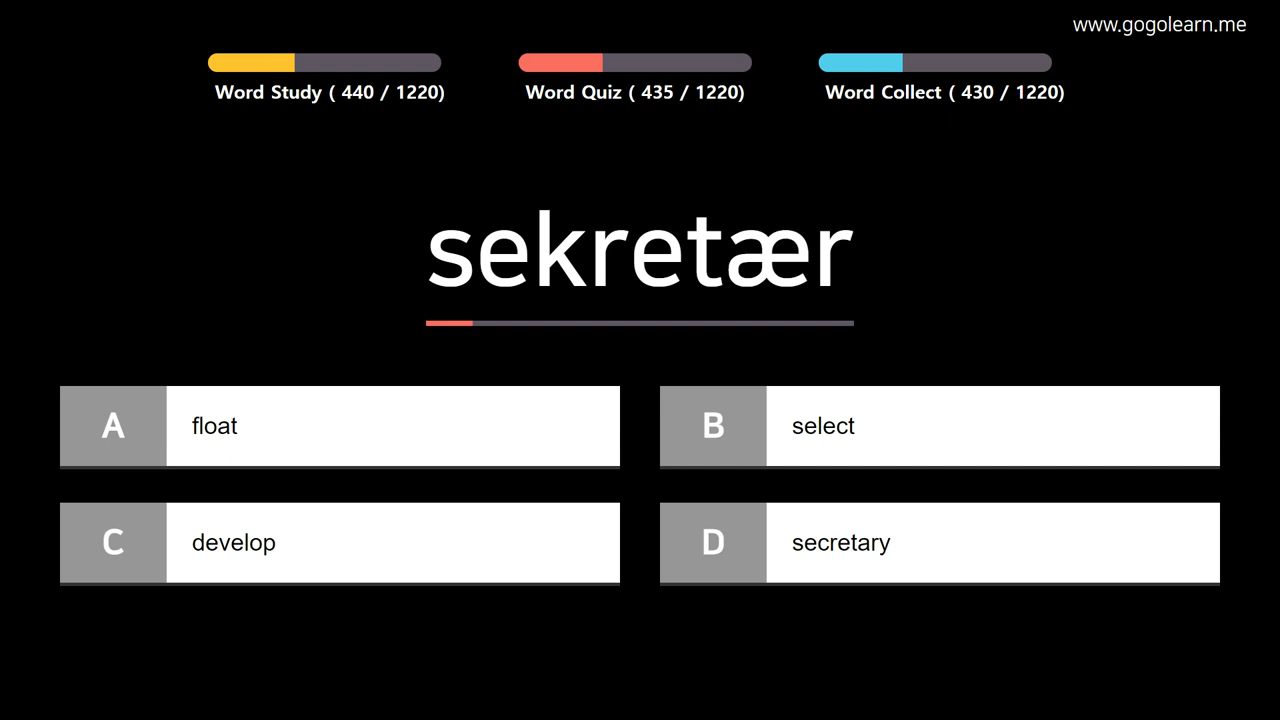 www.gogolearn.me
Word Study ( 440 / 1220)
Word Quiz ( 435 / 1220)
Word Collect ( 430 / 1220)
sekretær
A float
B select
C develop
D secretary